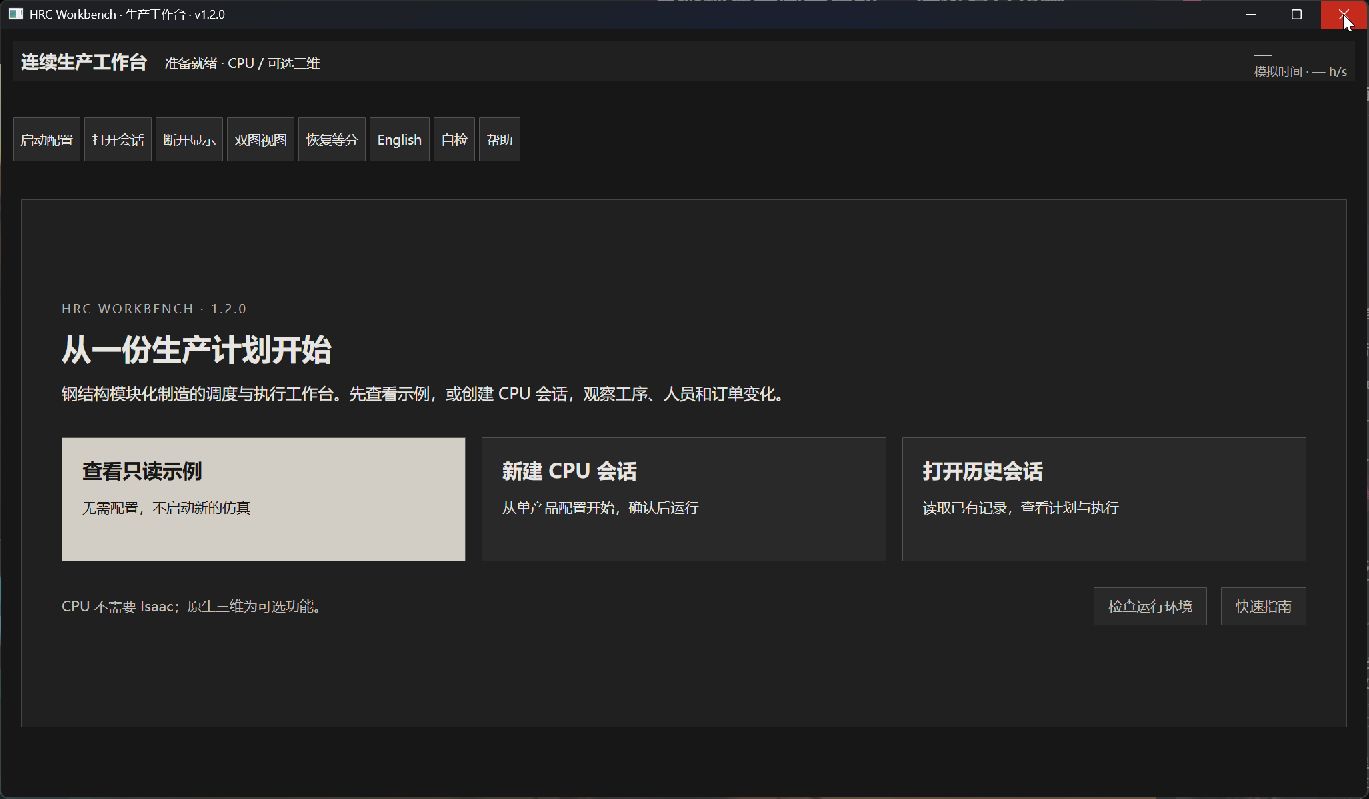 HRC Workbench · 生产工作台 · v1.2.0
连续生产工作台 准备就绪 · CPU / 可选三维
模拟时间 · — h/s
启动配置 打开会话 断开显示 双图视图 恢复等分 English 自检 帮助
HRC WORKBENCH · 1.2.0
从一份生产计划开始
钢结构模块化制造的调度与执行工作台。先查看示例，或创建 CPU 会话，观察工序、人员和订单变化。
查看只读示例 新建 CPU 会话 打开历史会话
无需配置，不启动新的仿真 从单产品配置开始，确认后运行 读取已有记录，查看计划与执行
CPU 不需要 Isaac；原生三维为可选功能。 检查运行环境 快速指南